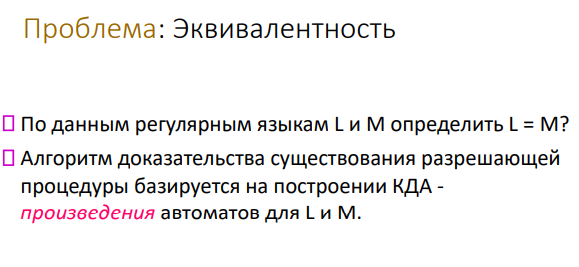 Проблема: Эквивалентность
По данным регулярным языкам L и M определить L = M?
Алгоритм доказательства существования разрешающей
процедуры базируется на построении КДА -
произведения автоматов для L и M.